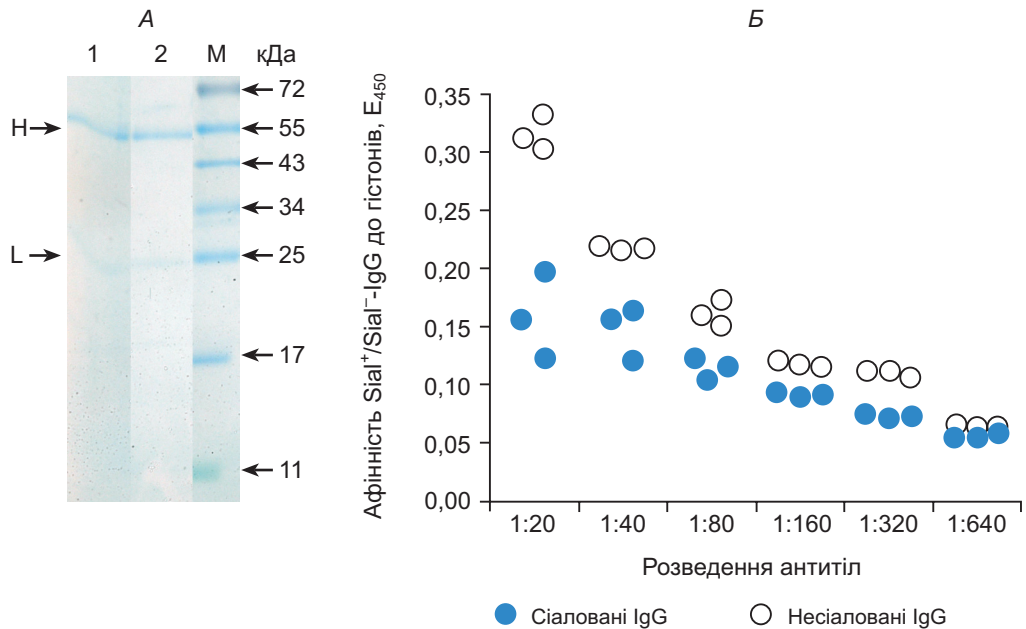 А
1 2 М кДа
72
Н 55
43
34
L 25
17
11
Б
Афінність Sial⁺/Sial⁻-IgG до гістонів, E₄₅₀
0,35
0,30
0,25
0,20
0,15
0,10
0,05
0,00
1:20 1:40 1:80 1:160 1:320 1:640
Розведення антитіл
Сіаловані IgG Несіаловані IgG